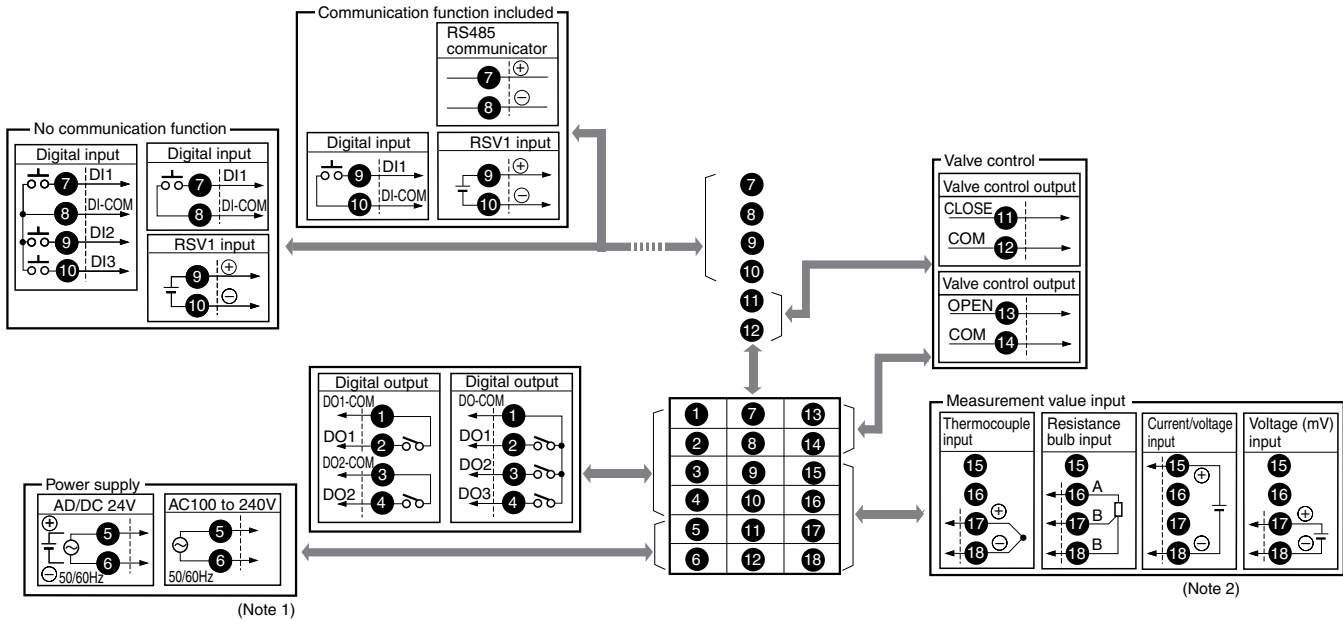 Communication function included
RS485
communicator
7 ⊕
8 ⊖
Digital input
9 DI1
10 DI-COM
RSV1 input
9 ⊕
10 ⊖
No communication function
Digital input
7 DI1
8 DI-COM
9 DI2
10 DI3
Digital input
7 DI1
8 DI-COM
RSV1 input
9 ⊕
10 ⊖
7
8
9
10
11
12
Valve control
Valve control output
CLOSE 11
COM 12
Valve control output
OPEN 13
COM 14
Digital output
DO1-COM 1
DO1 2
DO2-COM 3
DO2 4
Digital output
DO-COM 1
DO1 2
DO2 3
DO3 4
1 7 13
2 8 14
3 9 15
4 10 16
5 11 17
6 12 18
Power supply
AD/DC 24V
⊕ 5
6
⊖ 50/60Hz
AC100 to 240V
5
6
50/60Hz
(Note 1)
Measurement value input
Thermocouple
input
15
16
17 ⊕
18 ⊖
Resistance
bulb input
15
16 A
17 B
18 B
Current/voltage
input
15 ⊕
16
17
18 ⊖
Voltage (mV)
input
15
16
17 ⊕
18 ⊖
(Note 2)